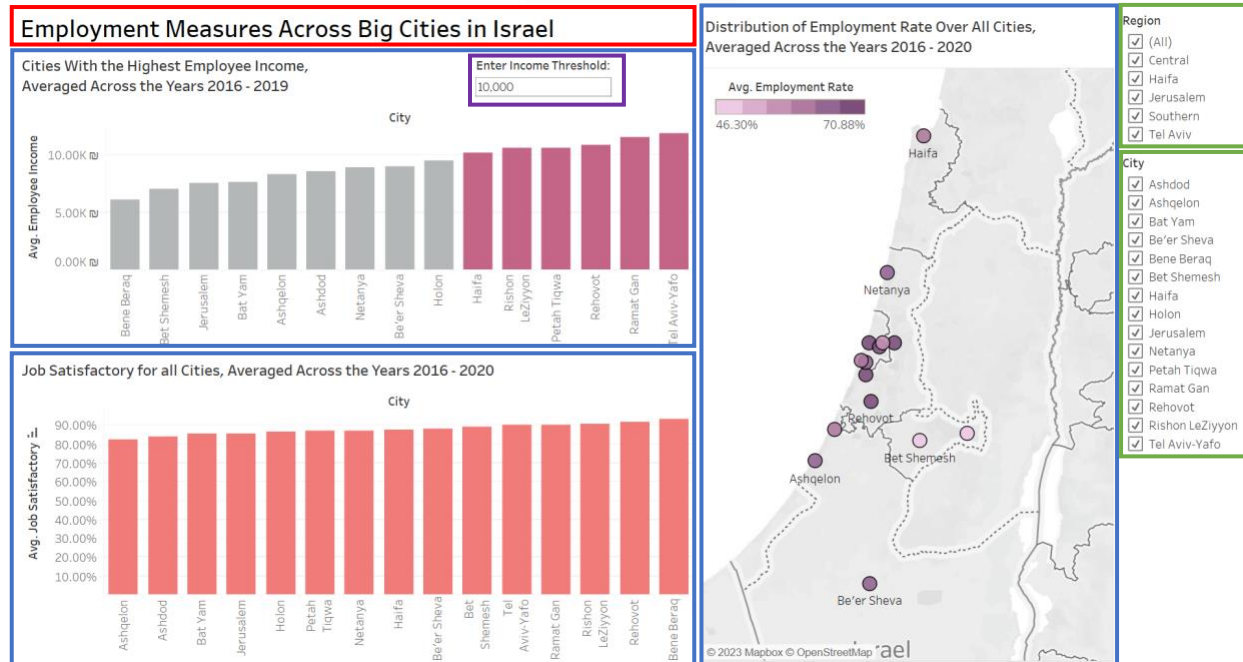 Employment Measures Across Big Cities in Israel
Cities With the Highest Employee Income,
Averaged Across the Years 2016 - 2019
Enter Income Threshold:
10,000
City
Avg. Employee Income
10.00K ₪
5.00K ₪
0.00K ₪
Bene Beraq
Bet Shemesh
Jerusalem
Bat Yam
Ashqelon
Ashdod
Netanya
Be'er Sheva
Holon
Haifa
Rishon
LeZiyyon
Petah Tiqwa
Rehovot
Ramat Gan
Tel Aviv-Yafo
Job Satisfactory for all Cities, Averaged Across the Years 2016 - 2020
City
Avg. Job Satisfactory
90.00%
80.00%
70.00%
60.00%
50.00%
40.00%
30.00%
20.00%
10.00%
Ashqelon
Ashdod
Bat Yam
Jerusalem
Holon
Petah
Tiqwa
Netanya
Haifa
Be'er Sheva
Bet
Shemesh
Tel
Aviv-Yafo
Ramat Gan
Rishon
LeZiyyon
Rehovot
Bene Beraq
Distribution of Employment Rate Over All Cities,
Averaged Across the Years 2016 - 2020
Avg. Employment Rate
46.30% 70.88%
Haifa
Netanya
Rehovot
Bet Shemesh
Ashqelon
Be'er Sheva
rael
© 2023 Mapbox © OpenStreetMap
Region
(All)
Central
Haifa
Jerusalem
Southern
Tel Aviv
City
Ashdod
Ashqelon
Bat Yam
Be'er Sheva
Bene Beraq
Bet Shemesh
Haifa
Holon
Jerusalem
Netanya
Petah Tiqwa
Ramat Gan
Rehovot
Rishon LeZiyyon
Tel Aviv-Yafo